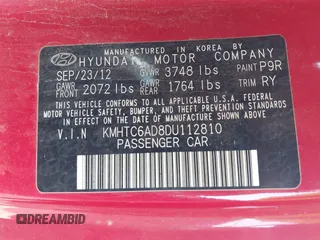 MANUFACTURED IN KOREA BY
HYUNDAI MOTOR COMPANY
SEP/23/12 GVWR 3748 lbs PAINT P9R
GAWR FRONT 2072 lbs GAWR REAR 1764 lbs TRIM RY
THIS VEHICLE CONFORMS TO ALL APPLICABLE U.S.A. FEDERAL
MOTOR VEHICLE SAFETY, BUMPER, AND THEFT PREVENTION
STANDARDS IN EFFECT ON THE DATE OF MANUFACTURE SHOWN ABOVE.
V.I.N KMHTC6AD8DU112810
PASSENGER CAR
© DREAMBID
dreambid.com